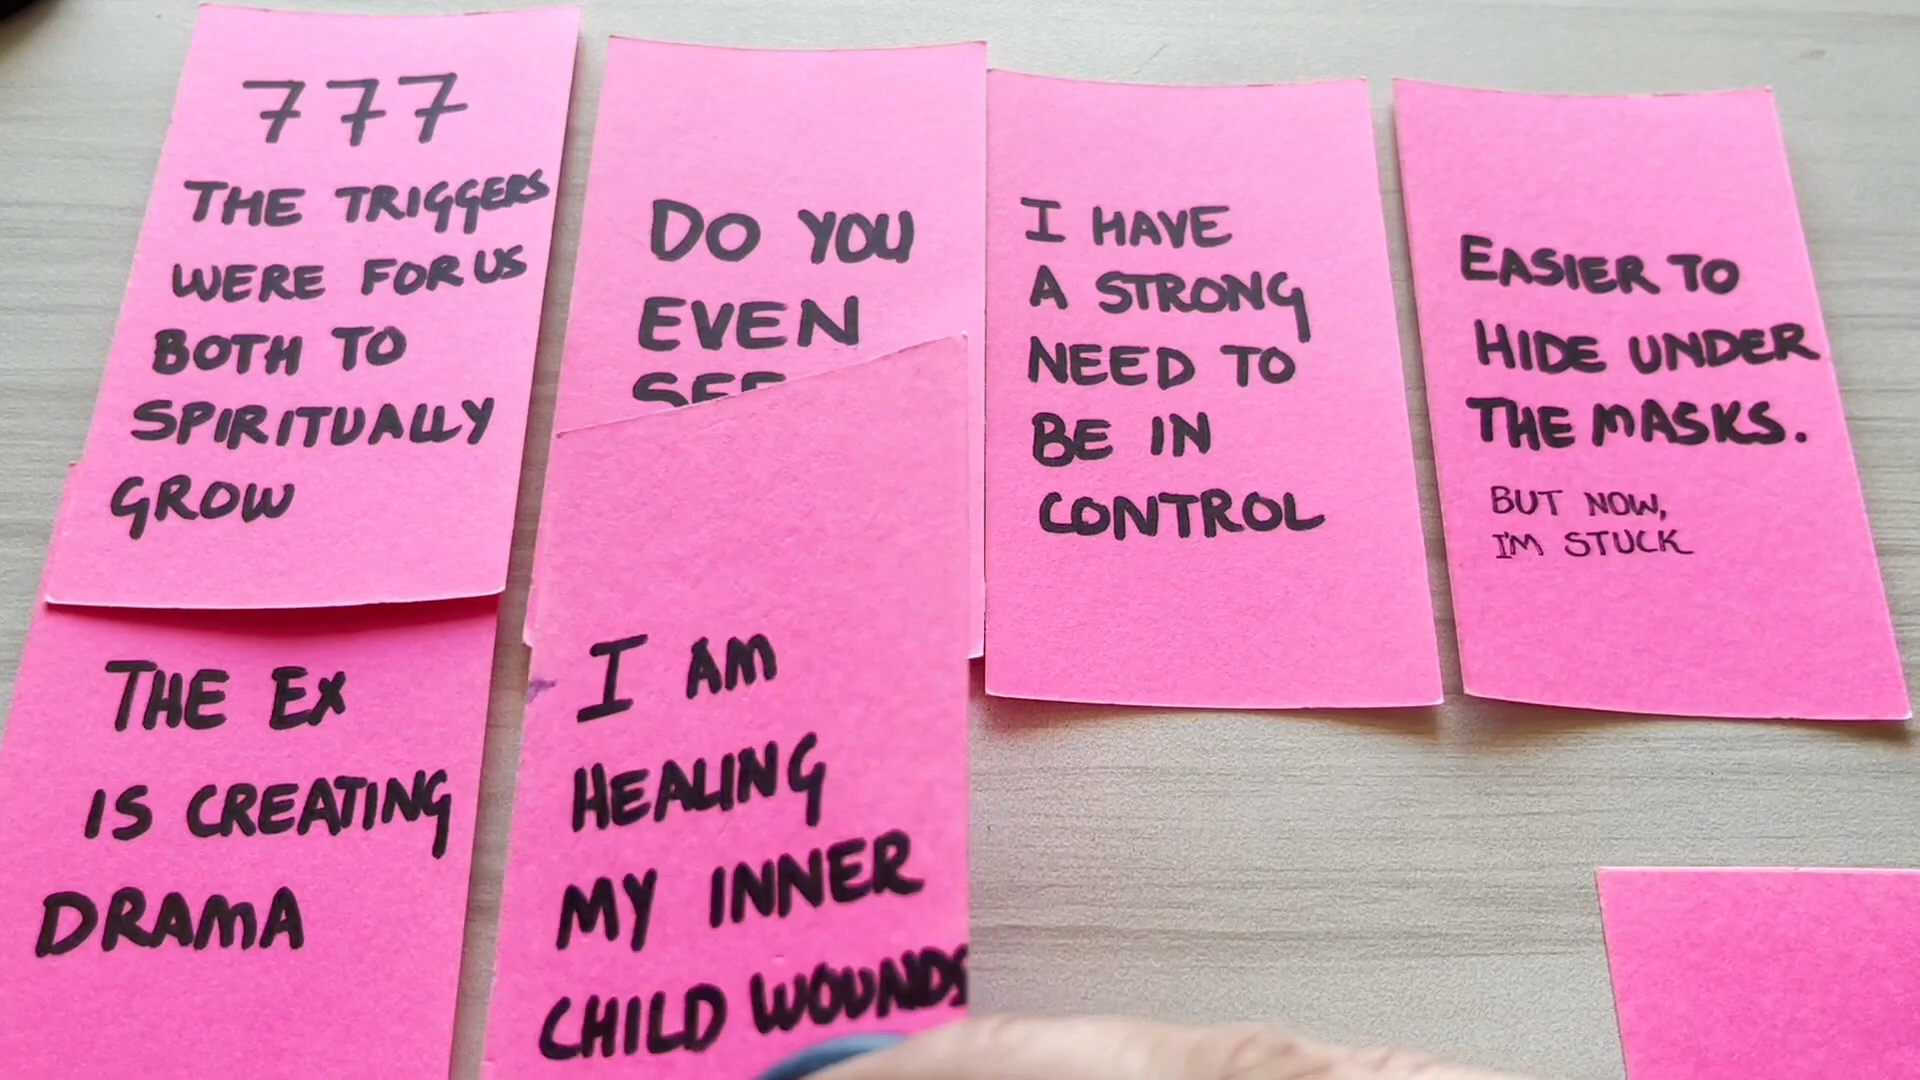 777
THE TRIGGERS
WERE FOR US
BOTH TO
SPIRITUALLY
GROW
DO YOU
EVEN
I HAVE
A STRONG
NEED TO
BE IN
CONTROL
EASIER TO
HIDE UNDER
THE MASKS.
BUT NOW,
I'M STUCK
THE EX
IS CREATING
DRAMA
I AM
HEALING
MY INNER
CHILD WOUNDS